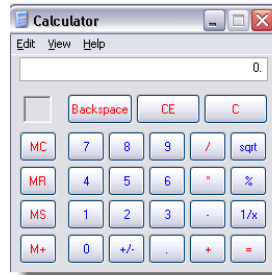 Calculator
Edit View Help
0.
Backspace CE C
MC 7 8 9 / sqrt
MR 4 5 6 * %
MS 1 2 3 - 1/x
M+ 0 +/- . + =